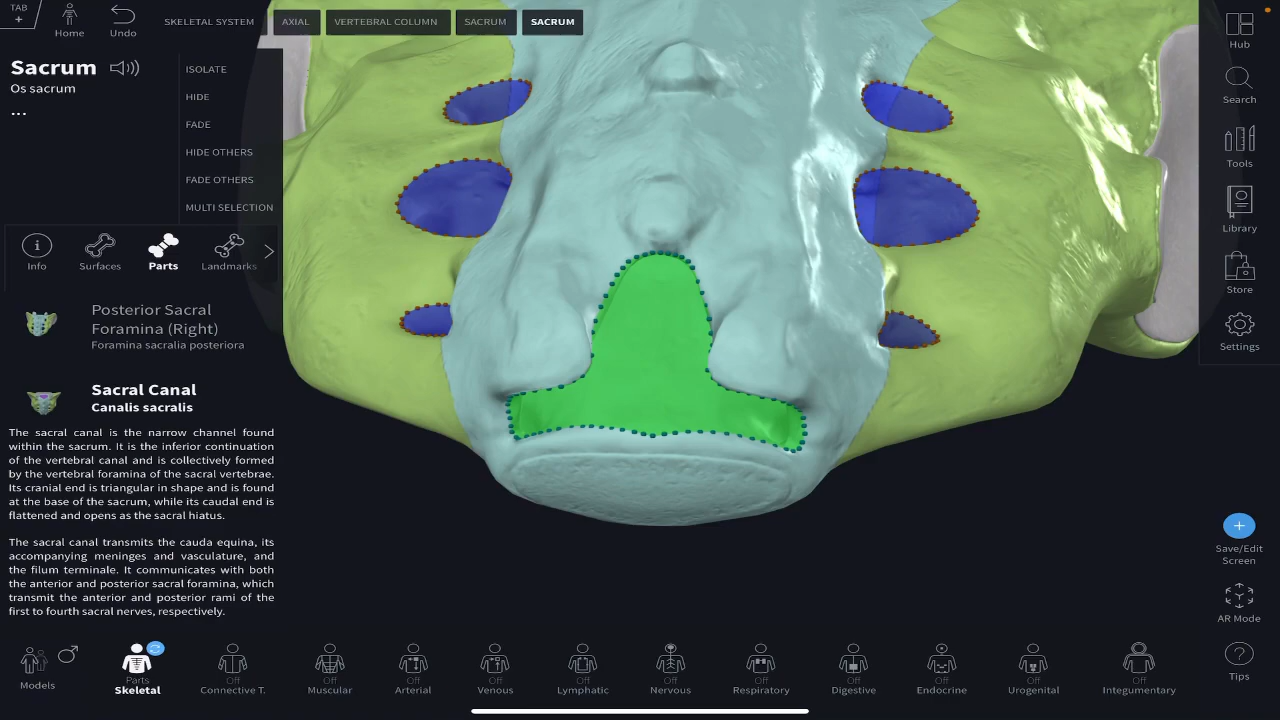 TAB
+
Home
Undo
SKELETAL SYSTEM
AXIAL
VERTEBRAL COLUMN
SACRUM
SACRUM
Hub
Sacrum
Os sacrum
...
ISOLATE
HIDE
FADE
HIDE OTHERS
FADE OTHERS
MULTI SELECTION
Search
Tools
Library
Store
Settings
Info
Surfaces
Parts
Landmarks
Posterior Sacral
Foramina (Right)
Foramina sacralia posteriora
Sacral Canal
Canalis sacralis
The sacral canal is the narrow channel found
within the sacrum. It is the inferior continuation
of the vertebral canal and is collectively formed
by the vertebral foramina of the sacral vertebrae.
Its cranial end is triangular in shape and is found
at the base of the sacrum, while its caudal end is
flattened and opens as the sacral hiatus.
The sacral canal transmits the cauda equina, its
accompanying meninges and vasculature, and
the filum terminale. It communicates with both
the anterior and posterior sacral foramina, which
transmit the anterior and posterior rami of the
first to fourth sacral nerves, respectively.
Save/Edit
Screen
AR Mode
Models
Parts
Skeletal
Off
Connective T.
Off
Muscular
Off
Arterial
Off
Venous
Off
Lymphatic
Off
Nervous
Off
Respiratory
Off
Digestive
Off
Endocrine
Off
Urogenital
Off
Integumentary
?
Tips